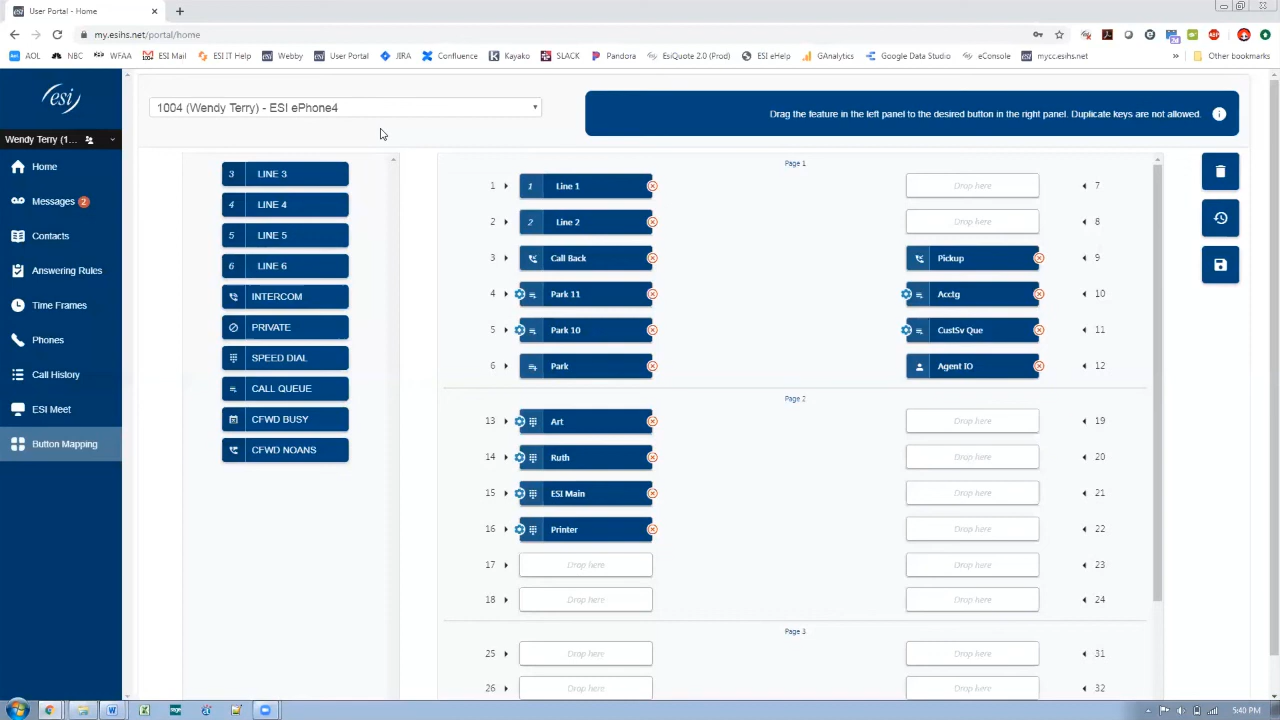 esi User Portal - Home
my.esihs.net/portal/home
AOL NBC WFAA ESI Mail ESI IT Help Webby User Portal JIRA Confluence Kayako SLACK Pandora EsiQuote 2.0 (Prod) ESI eHelp GAnalytics Google Data Studio eConsole mycc.esihs.net » Other bookmarks
esi
Wendy Terry (1...
Home
Messages 2
Contacts
Answering Rules
Time Frames
Phones
Call History
ESI Meet
Button Mapping
1004 (Wendy Terry) - ESI ePhone4
Drag the feature in the left panel to the desired button in the right panel. Duplicate keys are not allowed.
3 LINE 3
4 LINE 4
5 LINE 5
6 LINE 6
INTERCOM
PRIVATE
SPEED DIAL
CALL QUEUE
CFWD BUSY
CFWD NOANS
Page 1
1 1 Line 1 Drop here 7
2 2 Line 2 Drop here 8
3 Call Back Pickup 9
4 Park 11 Acctg 10
5 Park 10 CustSv Que 11
6 Park Agent IO 12
Page 2
13 Art Drop here 19
14 Ruth Drop here 20
15 ESI Main Drop here 21
16 Printer Drop here 22
17 Drop here Drop here 23
18 Drop here Drop here 24
Page 3
25 Drop here Drop here 31
26 Drop here Drop here 32
5:40 PM